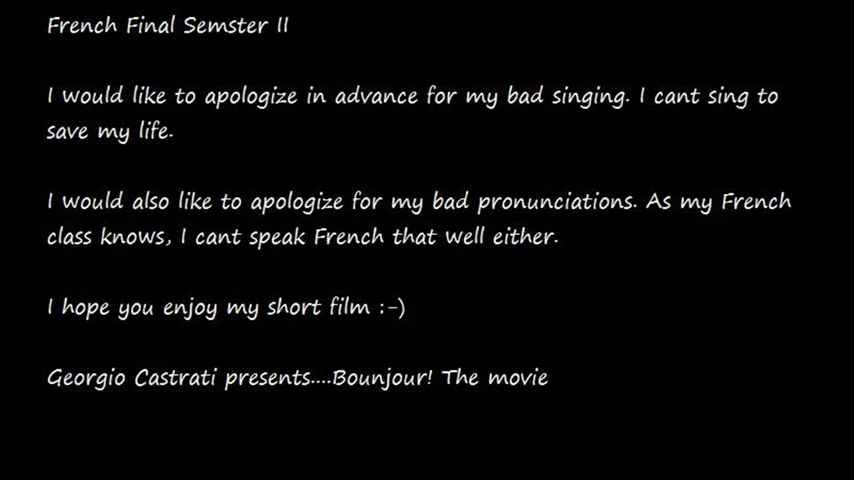 French Final Semster II
I would like to apologize in advance for my bad singing. I cant sing to
save my life.
I would also like to apologize for my bad pronunciations. As my French
class knows, I cant speak French that well either.
I hope you enjoy my short film :-)
Georgio Castrati presents....Bounjour! The movie